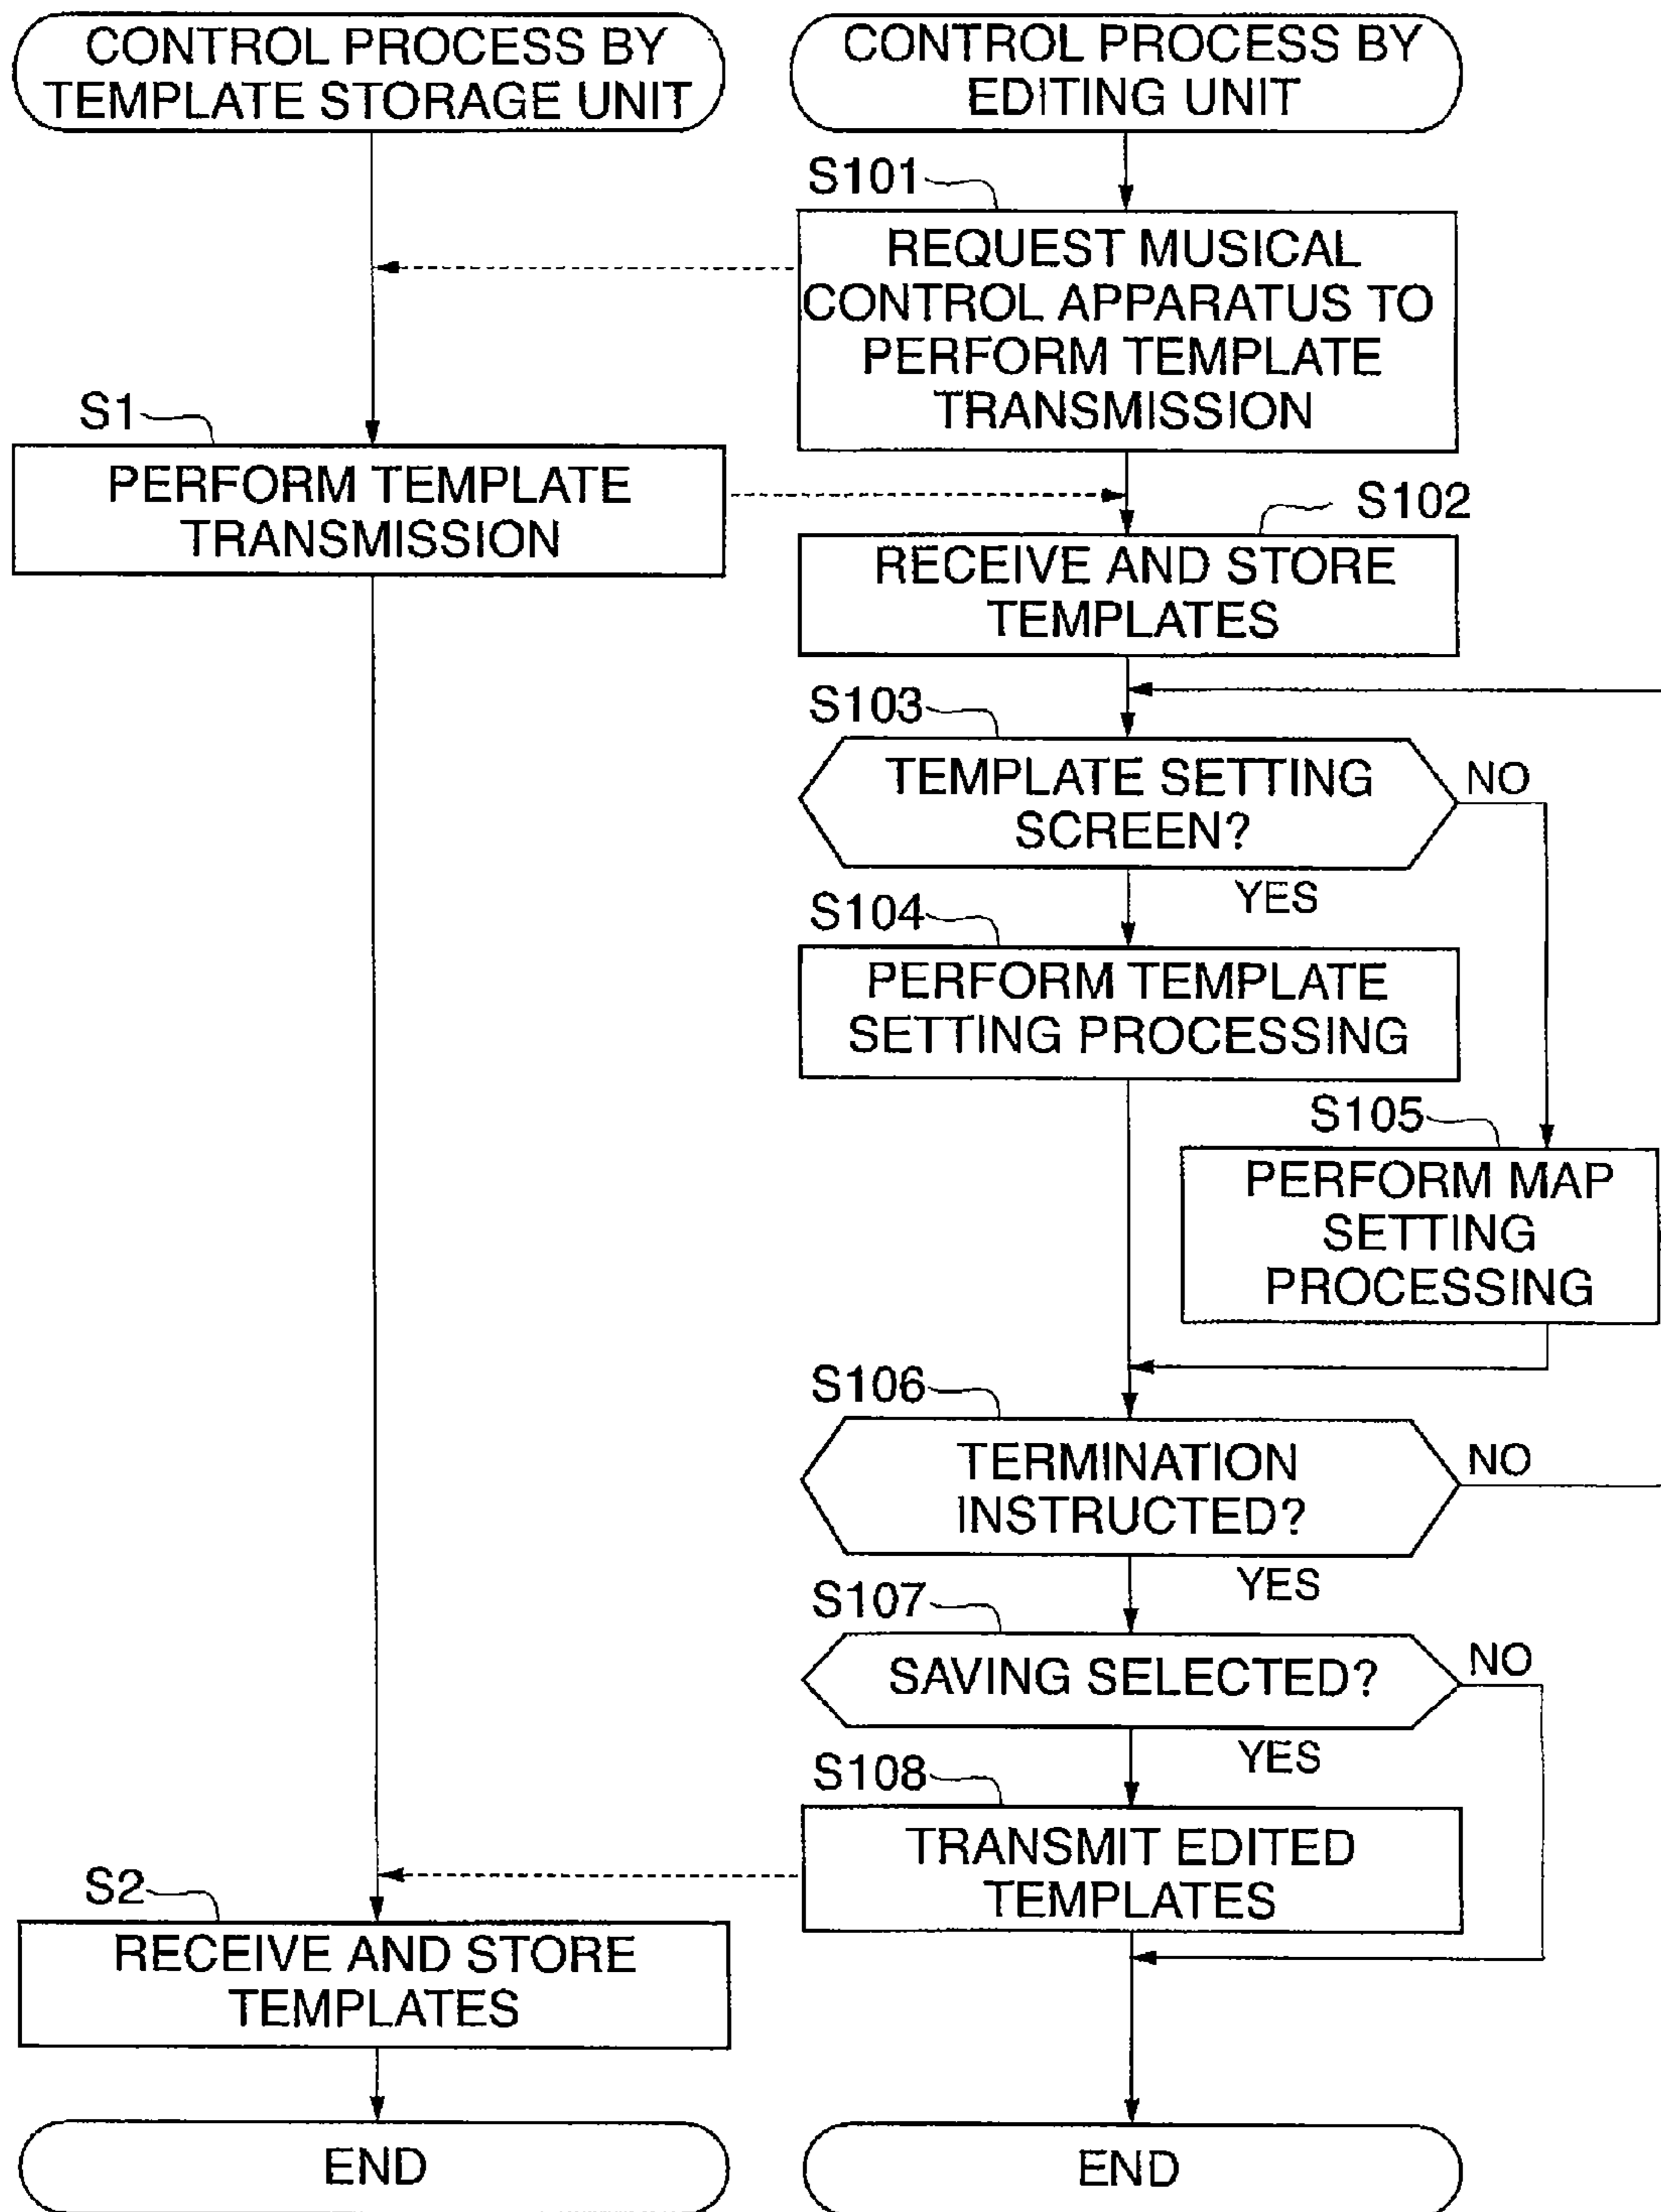 CONTROL PROCESS BY
TEMPLATE STORAGE UNIT
CONTROL PROCESS BY
EDITING UNIT
S101
REQUEST MUSICAL
CONTROL APPARATUS TO
PERFORM TEMPLATE
TRANSMISSION
S1
PERFORM TEMPLATE
TRANSMISSION
S102
RECEIVE AND STORE
TEMPLATES
S103
TEMPLATE SETTING
SCREEN?
NO
YES
S104
PERFORM TEMPLATE
SETTING PROCESSING
S105
PERFORM MAP
SETTING
PROCESSING
S106
TERMINATION
INSTRUCTED?
NO
YES
S107
SAVING SELECTED?
NO
YES
S108
TRANSMIT EDITED
TEMPLATES
S2
RECEIVE AND STORE
TEMPLATES
END
END